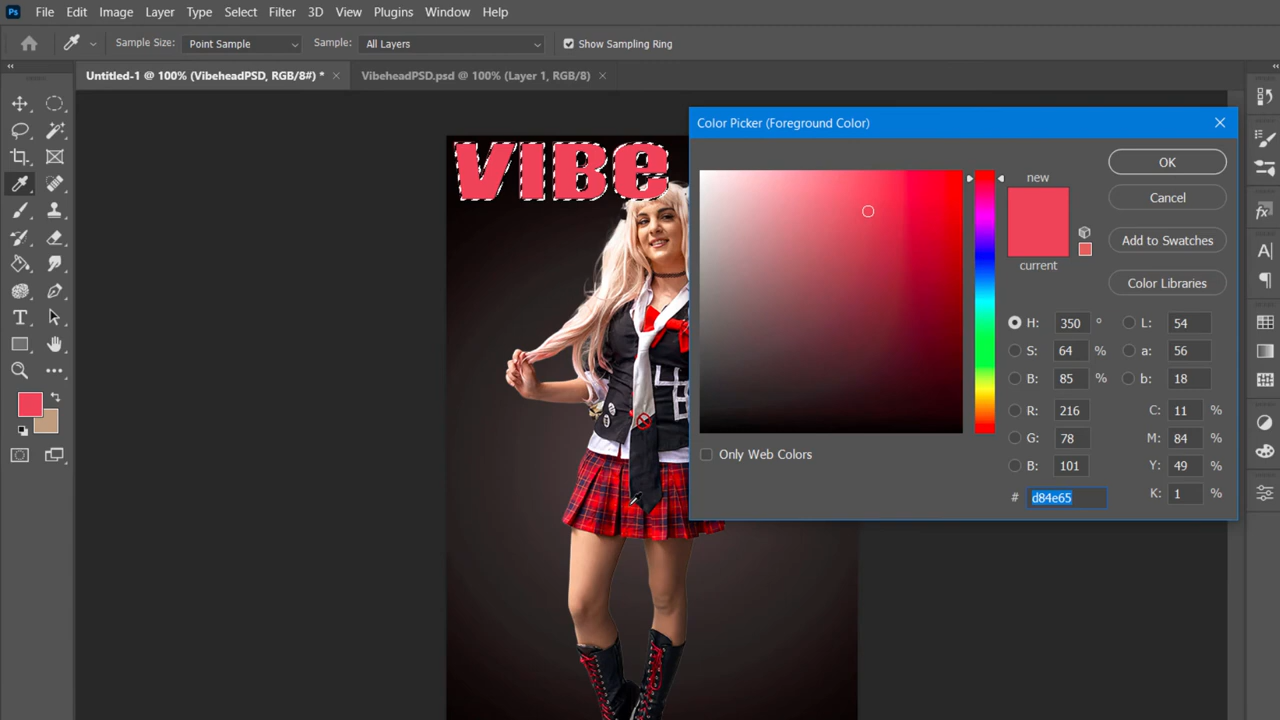 Ps File Edit Image Layer Type Select Filter 3D View Plugins Window Help
Sample Size: Point Sample Sample: All Layers Show Sampling Ring
Untitled-1 @ 100% (VibeheadPSD, RGB/8#) * × VibeheadPSD.psd @ 100% (Layer 1, RGB/8) ×
VIBE
Color Picker (Foreground Color)
new
current
OK
Cancel
Add to Swatches
Color Libraries
H: 350 ° L: 54
S: 64 % a: 56
B: 85 % b: 18
R: 216 C: 11 %
G: 78 M: 84 %
B: 101 Y: 49 %
# d84e65 K: 1 %
Only Web Colors